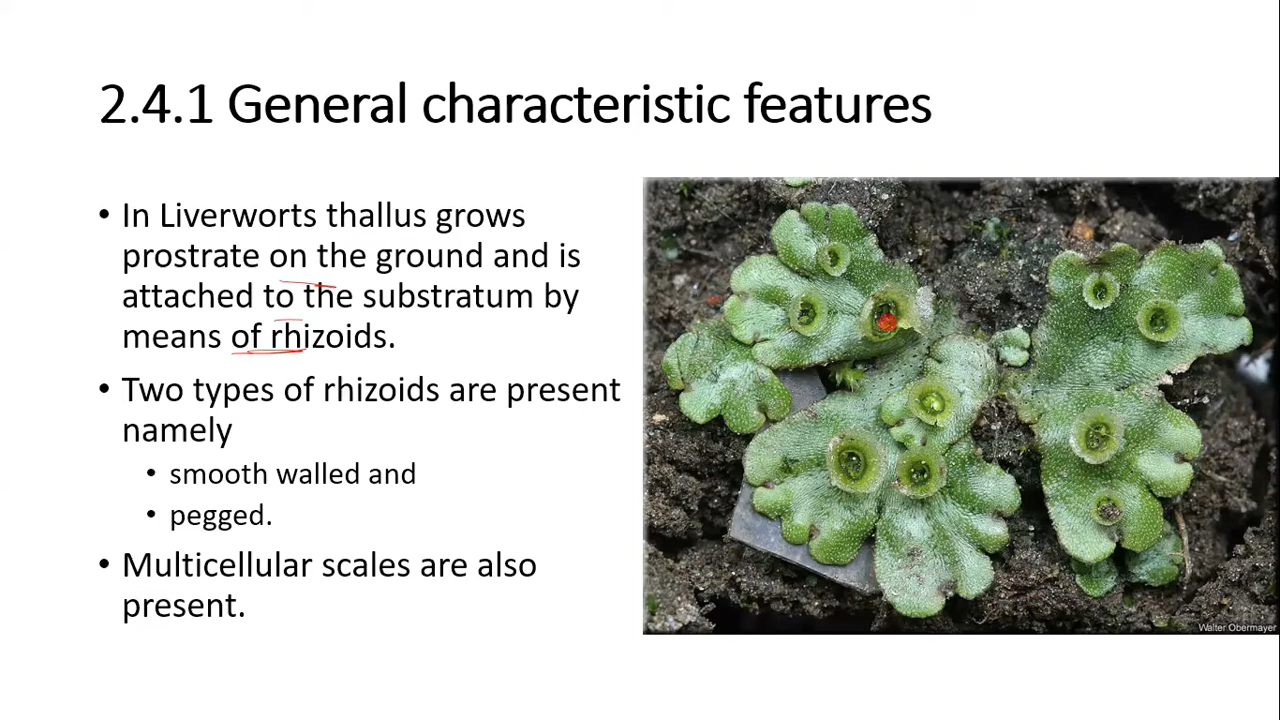 2.4.1 General characteristic features
• In Liverworts thallus grows
prostrate on the ground and is
attached to the substratum by
means of rhizoids.
• Two types of rhizoids are present
namely
• smooth walled and
• pegged.
• Multicellular scales are also
present.
Walter Obermayer